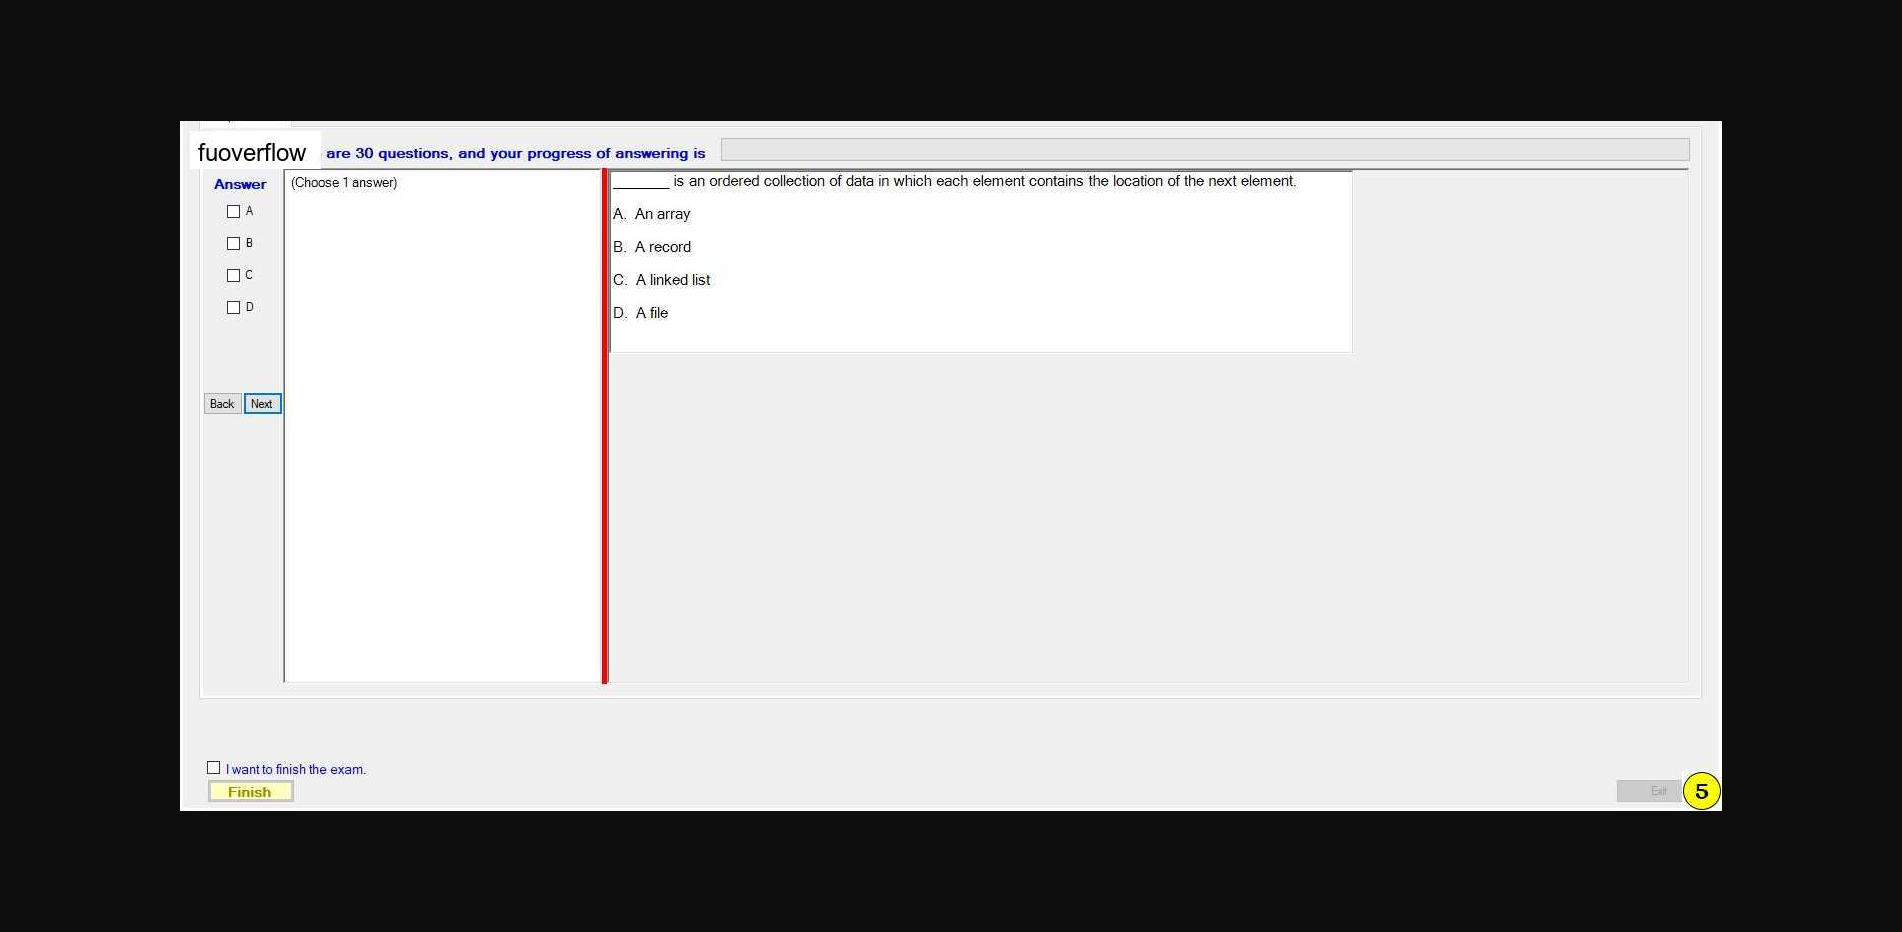 fuoverflow are 30 questions, and your progress of answering is
Answer
(Choose 1 answer)
A
B
C
D
Back Next
_______ is an ordered collection of data in which each element contains the location of the next element.
A. An array
B. A record
C. A linked list
D. A file
I want to finish the exam.
Finish
Exit
5